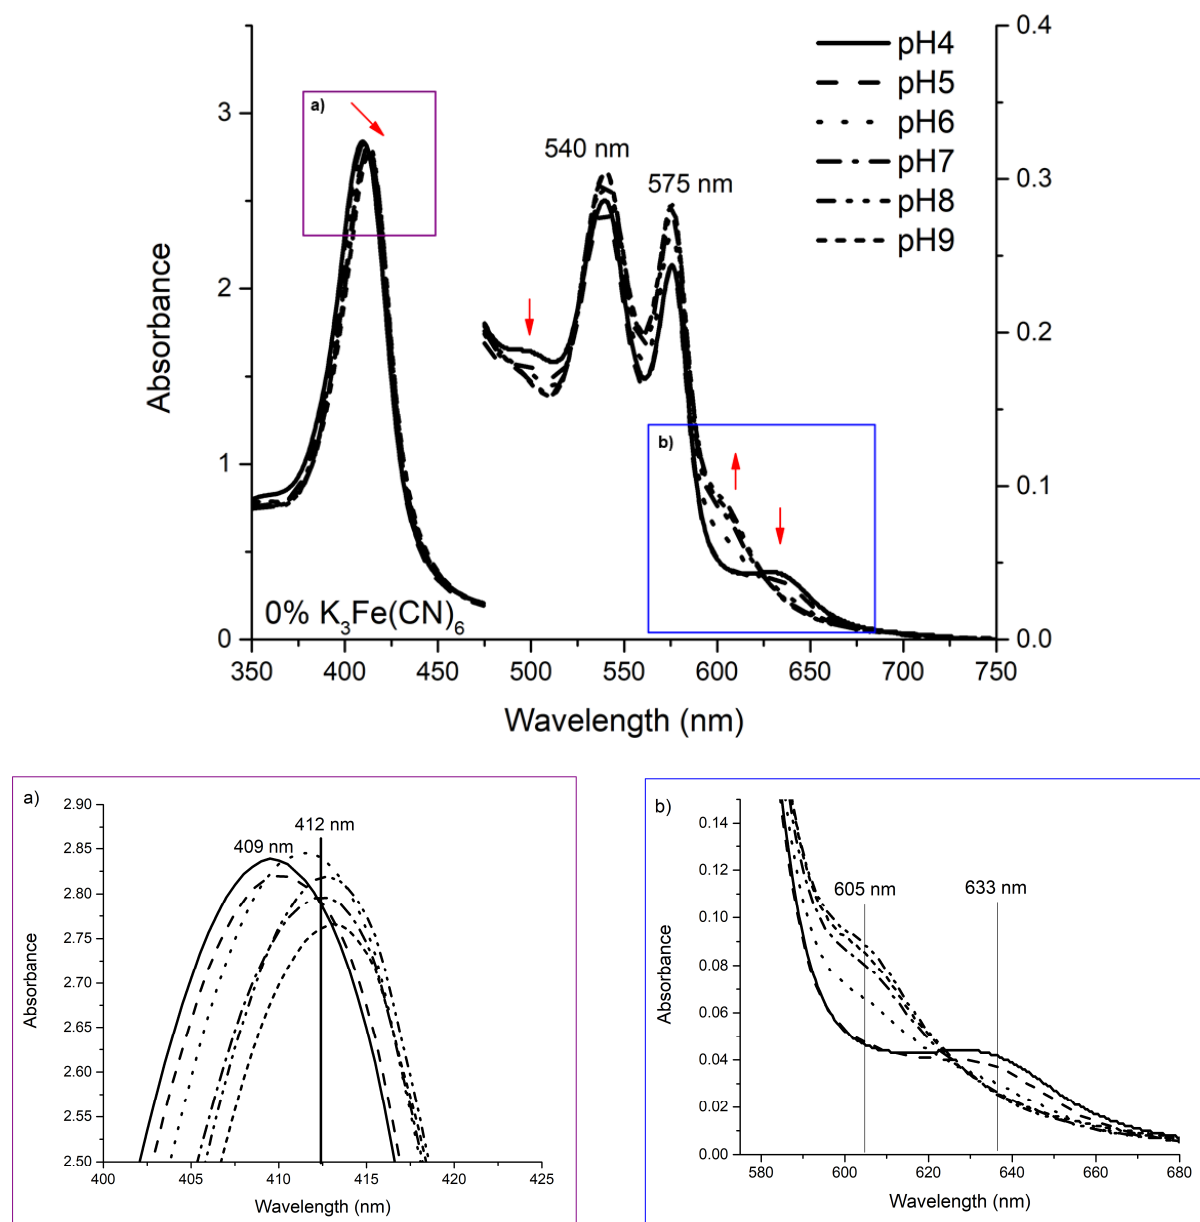 0.4
pH4
pH5
pH6
pH7
pH8
pH9
a)
3
540 nm
575 nm
0.3
Absorbance
2
0.2
b)
1
0.1
0% K3Fe(CN)6
0
0.0
350 400 450 500 550 600 650 700 750
Wavelength (nm)
a)
2.90
412 nm
409 nm
2.85
2.80
2.75
2.70
2.65
2.60
2.55
2.50
Absorbance
400 405 410 415 420 425
Wavelength (nm)
b)
0.14
0.12
605 nm
633 nm
0.10
0.08
0.06
0.04
0.02
0.00
Absorbance
580 600 620 640 660 680
Wavelength (nm)